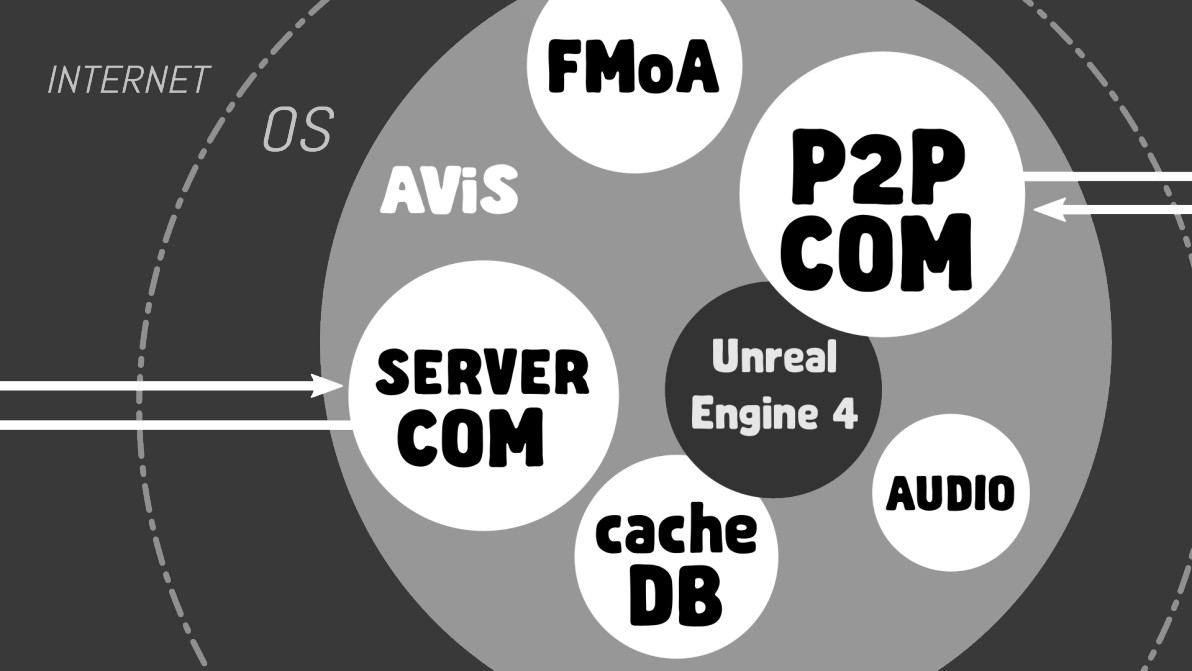 INTERNET
OS
AViS
FMoA
P2P
COM
SERVER
COM
Unreal
Engine 4
AUDIO
cache
DB